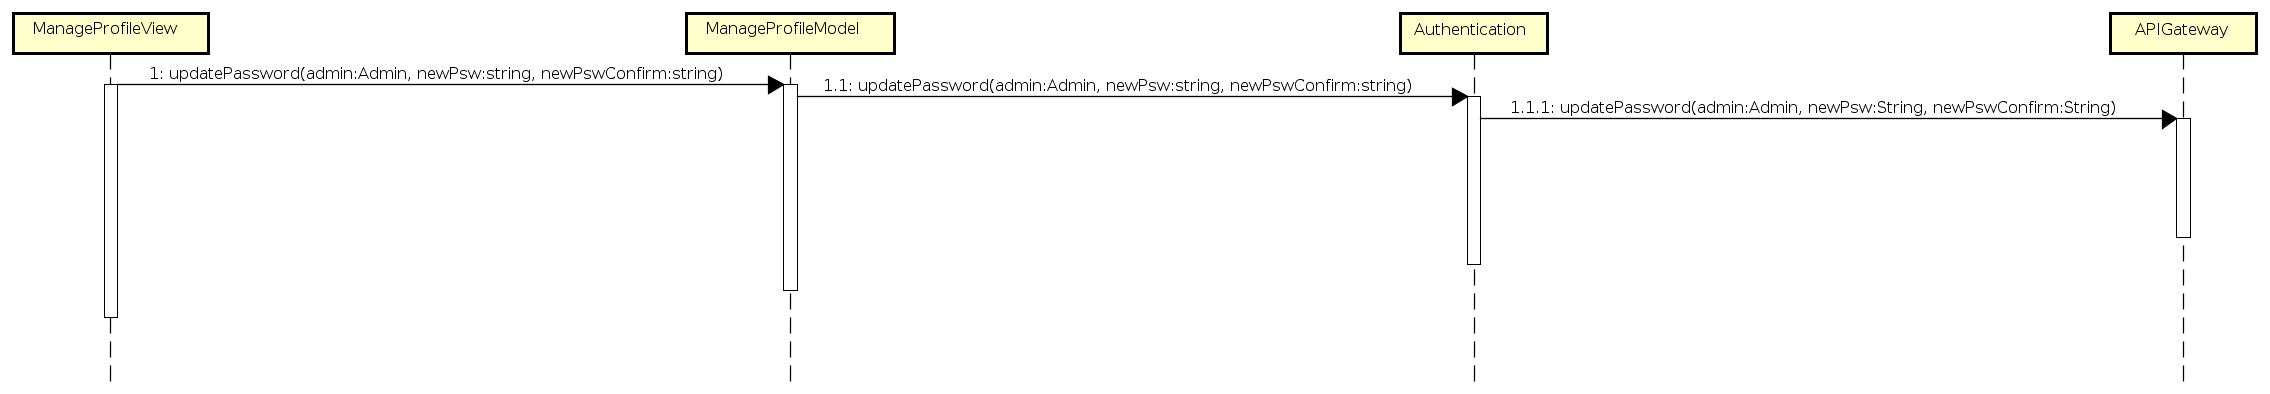 ManageProfileView
ManageProfileModel
Authentication
APIGateway
1: updatePassword(admin:Admin, newPsw:string, newPswConfirm:string)
1.1: updatePassword(admin:Admin, newPsw:string, newPswConfirm:string)
1.1.1: updatePassword(admin:Admin, newPsw:String, newPswConfirm:String)